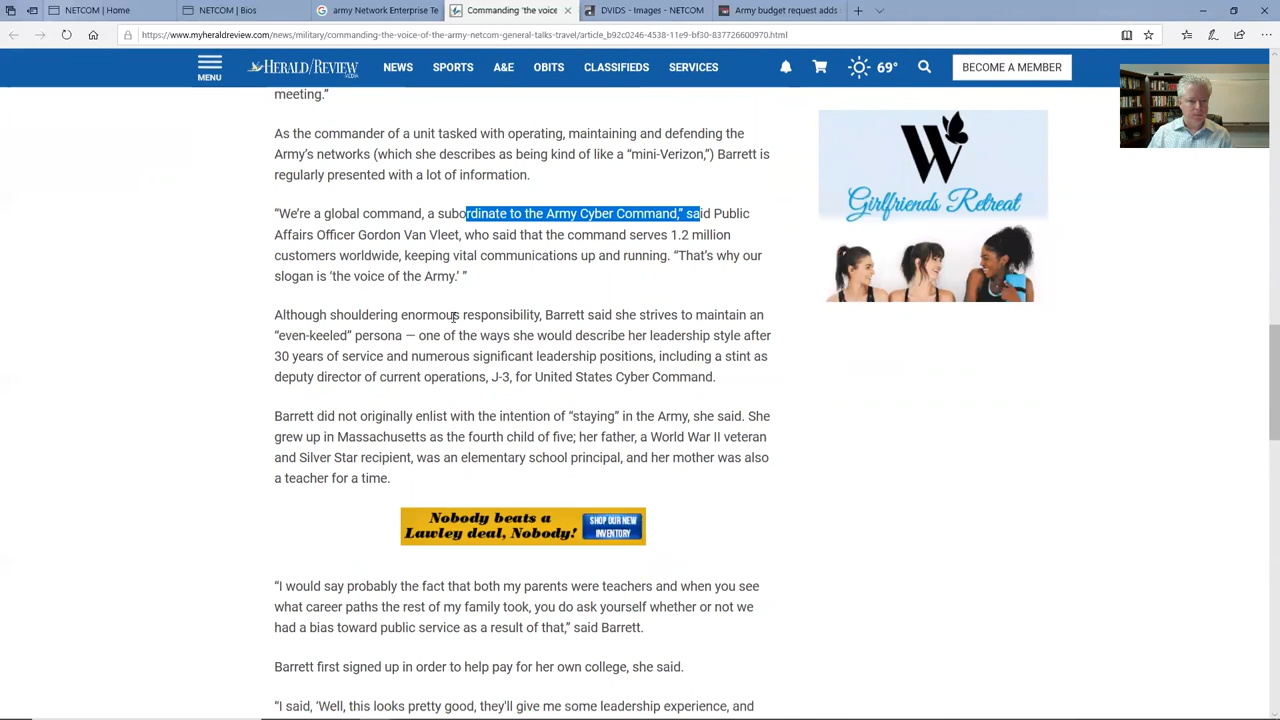 NETCOM | Home
NETCOM | Bios
army Network Enterprise Te
Commanding 'the voice
DVIDS - Images - NETCOM
Army budget request adds
https://www.myheraldreview.com/news/military/commanding-the-voice-of-the-army-netcom-general-talks-travel/article_b92c0246-4538-11e9-bf30-837726600970.html
MENU
HERALD/REVIEW
NEWS
SPORTS
A&E
OBITS
CLASSIFIEDS
SERVICES
69°
BECOME A MEMBER
meeting.”
As the commander of a unit tasked with operating, maintaining and defending the
Army’s networks (which she describes as being kind of like a “mini-Verizon,”) Barrett is
regularly presented with a lot of information.
“We’re a global command, a subordinate to the Army Cyber Command,” said Public
Affairs Officer Gordon Van Vleet, who said that the command serves 1.2 million
customers worldwide, keeping vital communications up and running. “That’s why our
slogan is ‘the voice of the Army.’ ”
Although shouldering enormous responsibility, Barrett said she strives to maintain an
“even-keeled” persona — one of the ways she would describe her leadership style after
30 years of service and numerous significant leadership positions, including a stint as
deputy director of current operations, J-3, for United States Cyber Command.
Barrett did not originally enlist with the intention of “staying” in the Army, she said. She
grew up in Massachusetts as the fourth child of five; her father, a World War II veteran
and Silver Star recipient, was an elementary school principal, and her mother was also
a teacher for a time.
Nobody beats a
Lawley deal, Nobody!
SHOP OUR NEW
INVENTORY
“I would say probably the fact that both my parents were teachers and when you see
what career paths the rest of my family took, you do ask yourself whether or not we
had a bias toward public service as a result of that,” said Barrett.
Barrett first signed up in order to help pay for her own college, she said.
“I said, ‘Well, this looks pretty good, they'll give me some leadership experience, and
W
Girlfriends Retreat